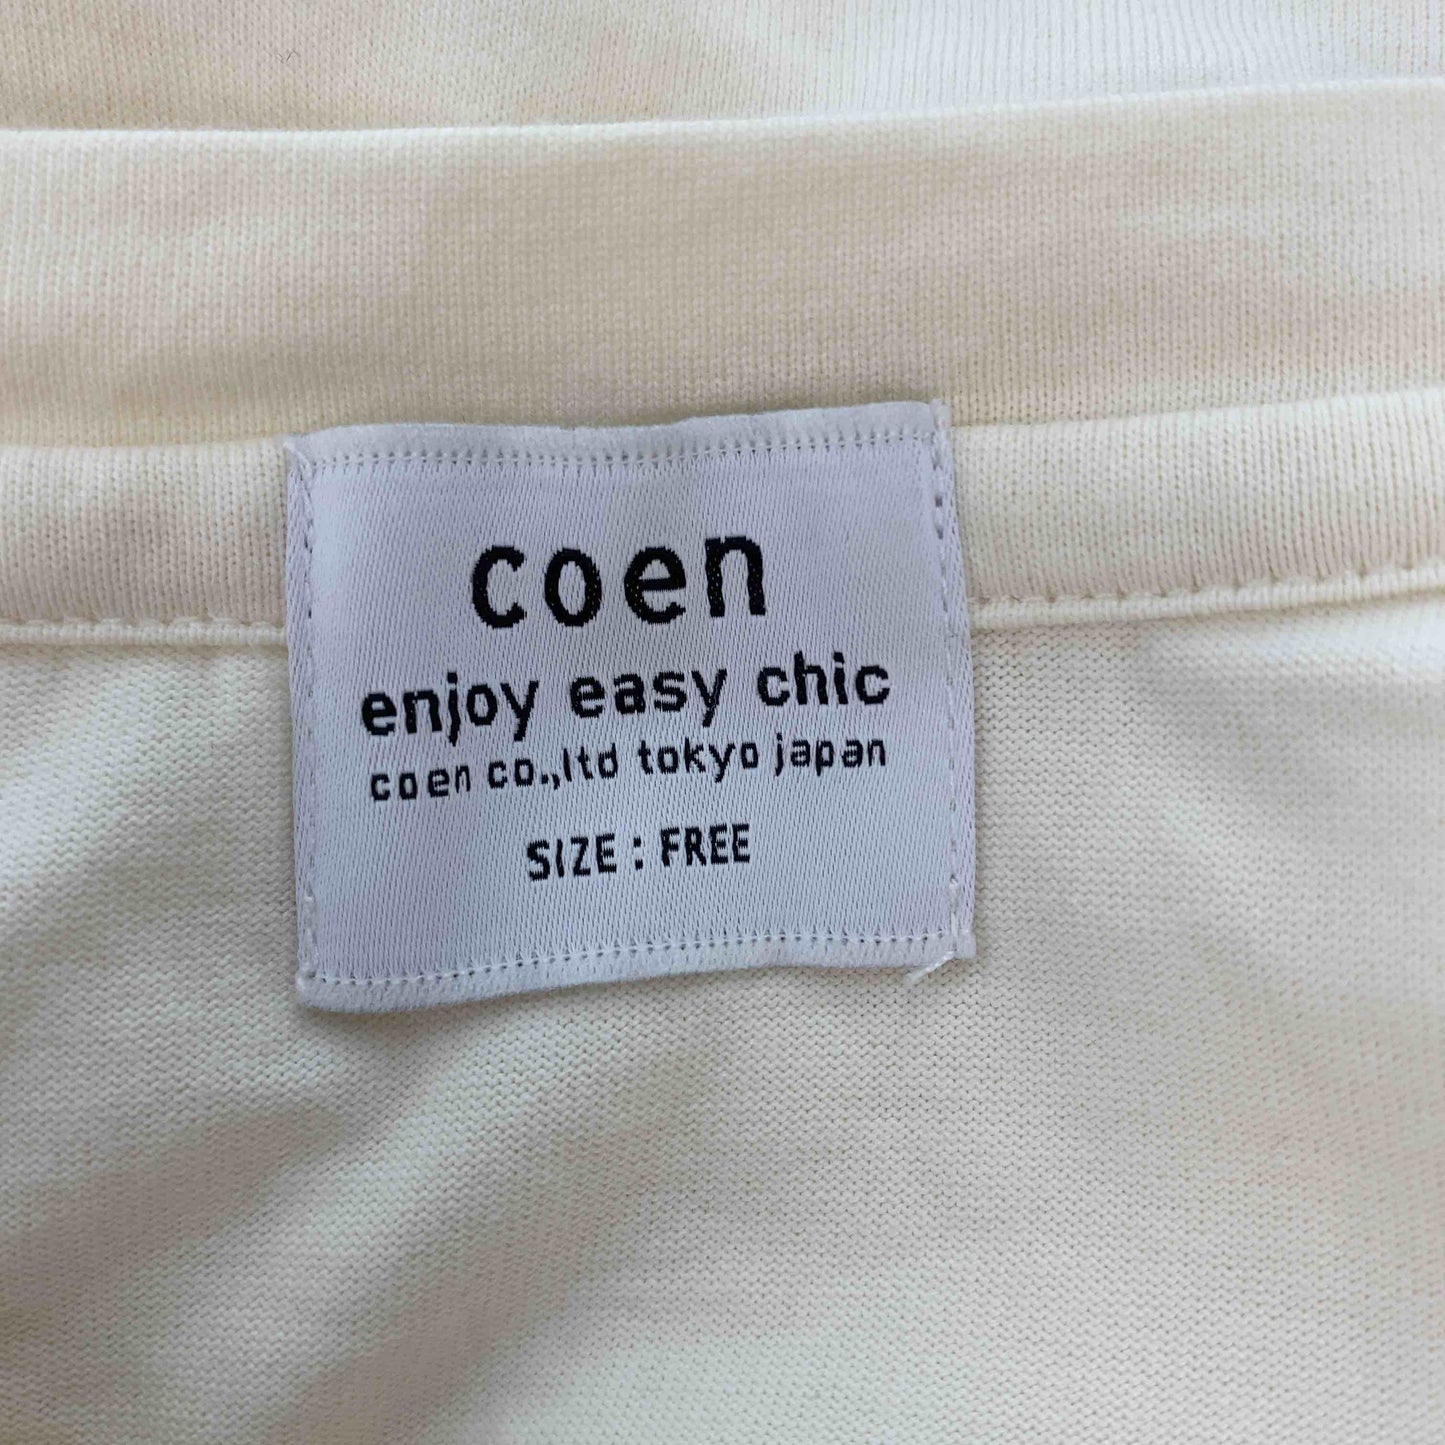 coen
enjoy easy chic
coen co.,ltd tokyo japan
SIZE : FREE